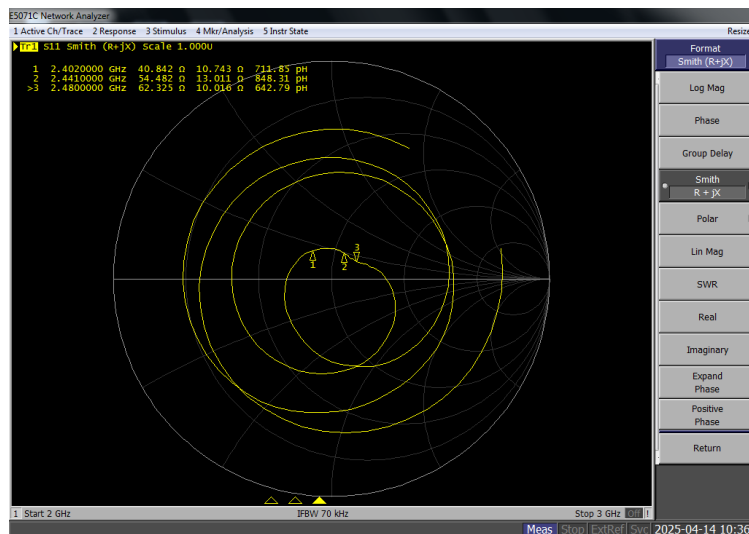 E5071C Network Analyzer
1 Active Ch/Trace 2 Response 3 Stimulus 4 Mkr/Analysis 5 Instr State
Resize
Tr1 S11 Smith (R+jX) Scale 1.000U
1 2.4020000 GHz 40.842 Ω 10.743 Ω 711.85 pH
2 2.4410000 GHz 54.482 Ω 13.011 Ω 848.31 pH
>3 2.4800000 GHz 62.325 Ω 10.016 Ω 642.79 pH
1
2
3
Format
Smith (R+jX)
Log Mag
Phase
Group Delay
Smith
R + jX
Polar
Lin Mag
SWR
Real
Imaginary
Expand
Phase
Positive
Phase
Return
1 Start 2 GHz
IFBW 70 kHz
Stop 3 GHz Off !
Meas Stop ExtRef Svc 2025-04-14 10:36